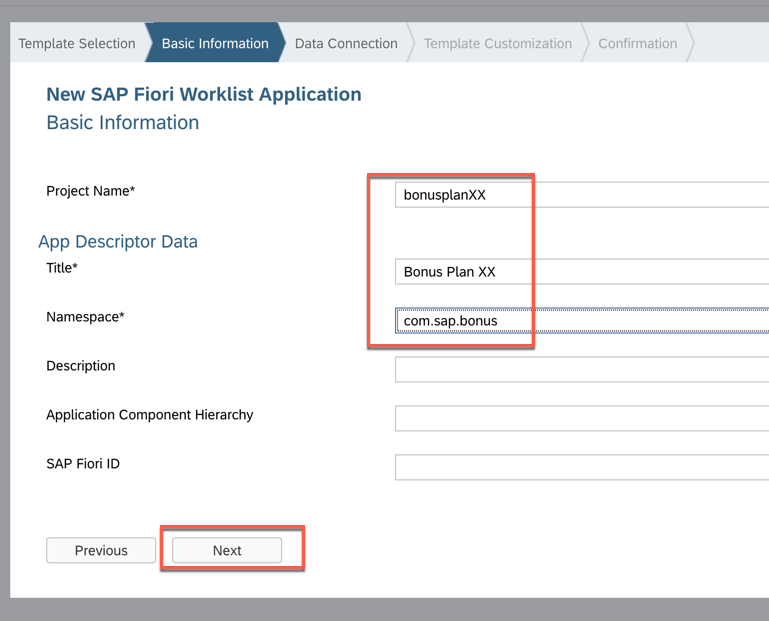 Template Selection Basic Information Data Connection Template Customization Confirmation
New SAP Fiori Worklist Application
Basic Information
Project Name* bonusplanXX
App Descriptor Data
Title* Bonus Plan XX
Namespace* com.sap.bonus
Description
Application Component Hierarchy
SAP Fiori ID
Previous Next